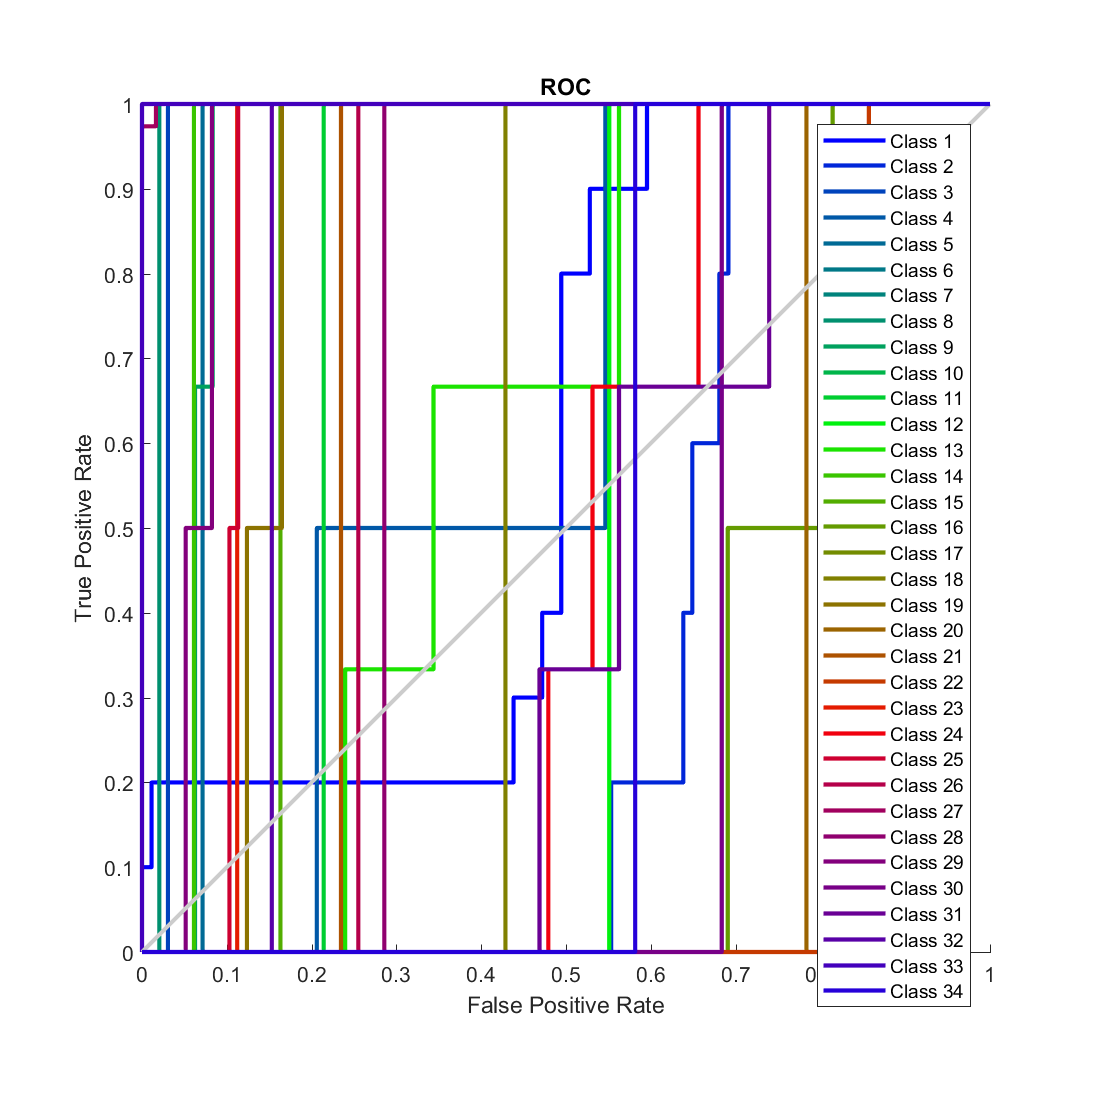 ROC
True Positive Rate
1
0.9
0.8
0.7
0.6
0.5
0.4
0.3
0.2
0.1
0
0 0.1 0.2 0.3 0.4 0.5 0.6 0.7 0 1
False Positive Rate
Class 1
Class 2
Class 3
Class 4
Class 5
Class 6
Class 7
Class 8
Class 9
Class 10
Class 11
Class 12
Class 13
Class 14
Class 15
Class 16
Class 17
Class 18
Class 19
Class 20
Class 21
Class 22
Class 23
Class 24
Class 25
Class 26
Class 27
Class 28
Class 29
Class 30
Class 31
Class 32
Class 33
Class 34